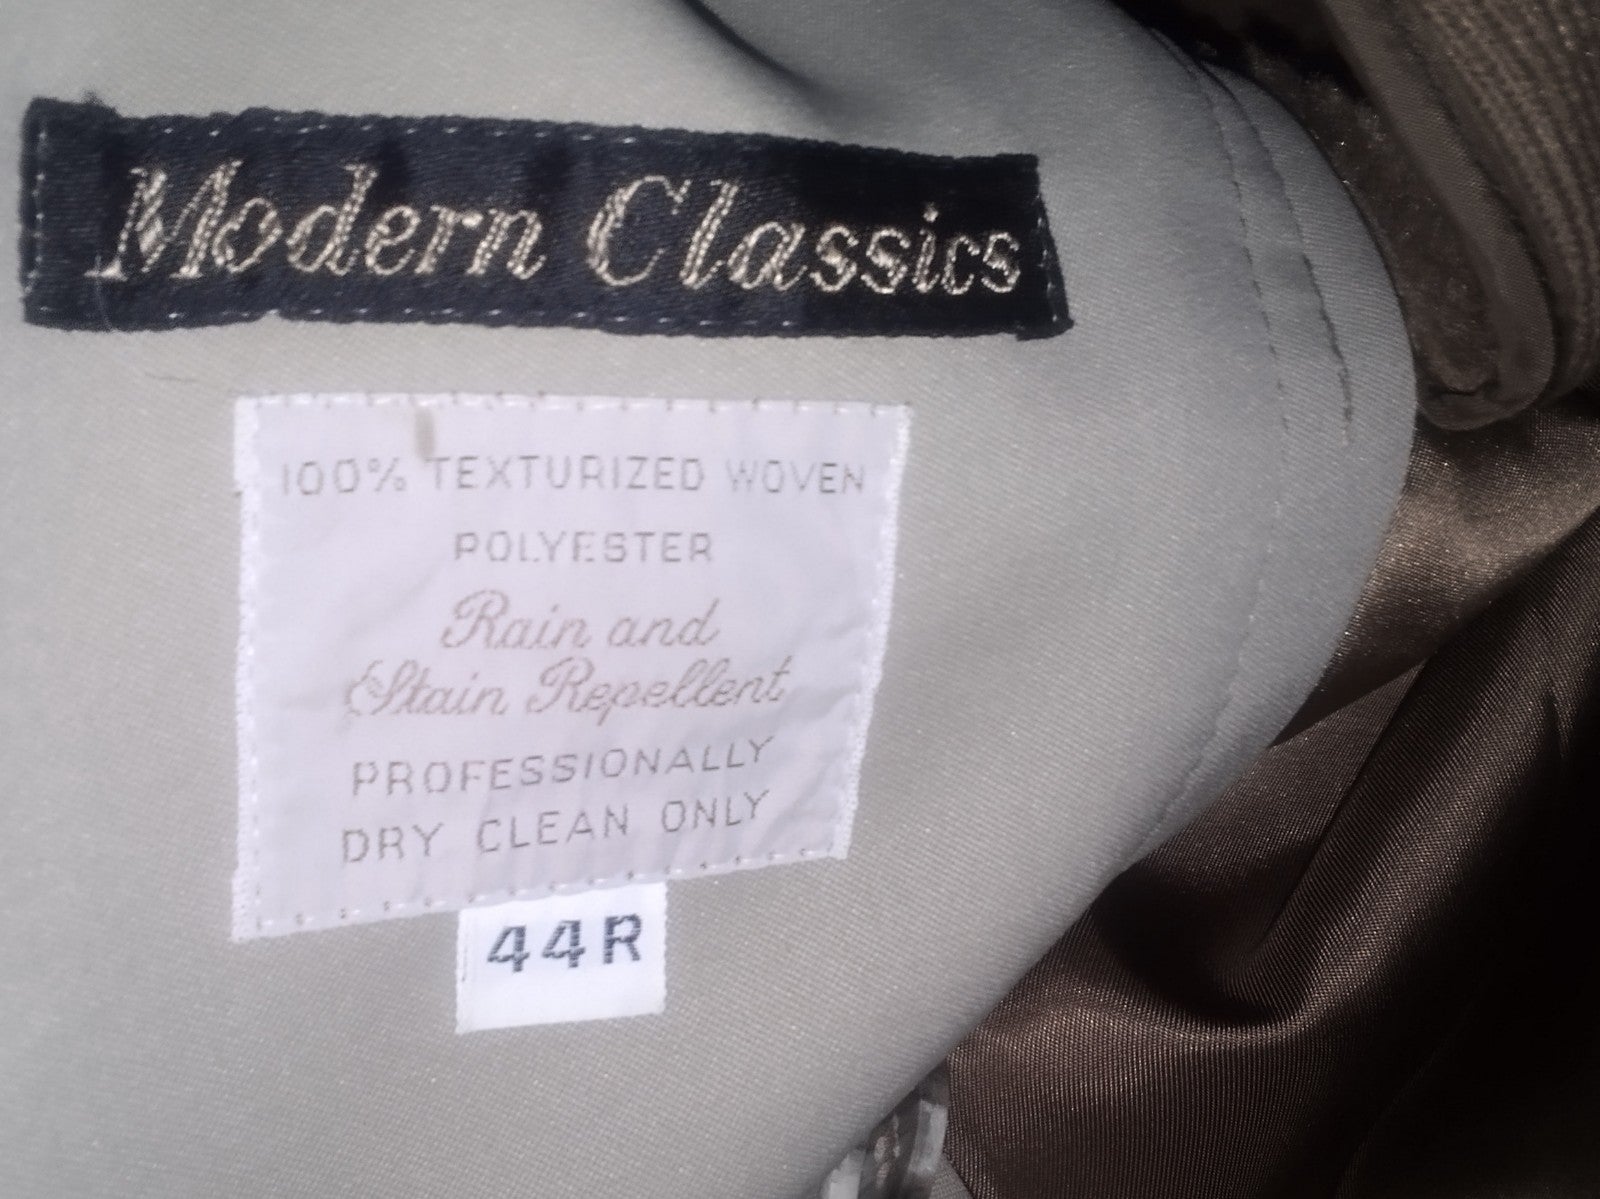 Modern Classics
100% TEXTURIZED WOVEN
POLYESTER
Rain and
Stain Repellent
PROFESSIONALLY
DRY CLEAN ONLY
44R